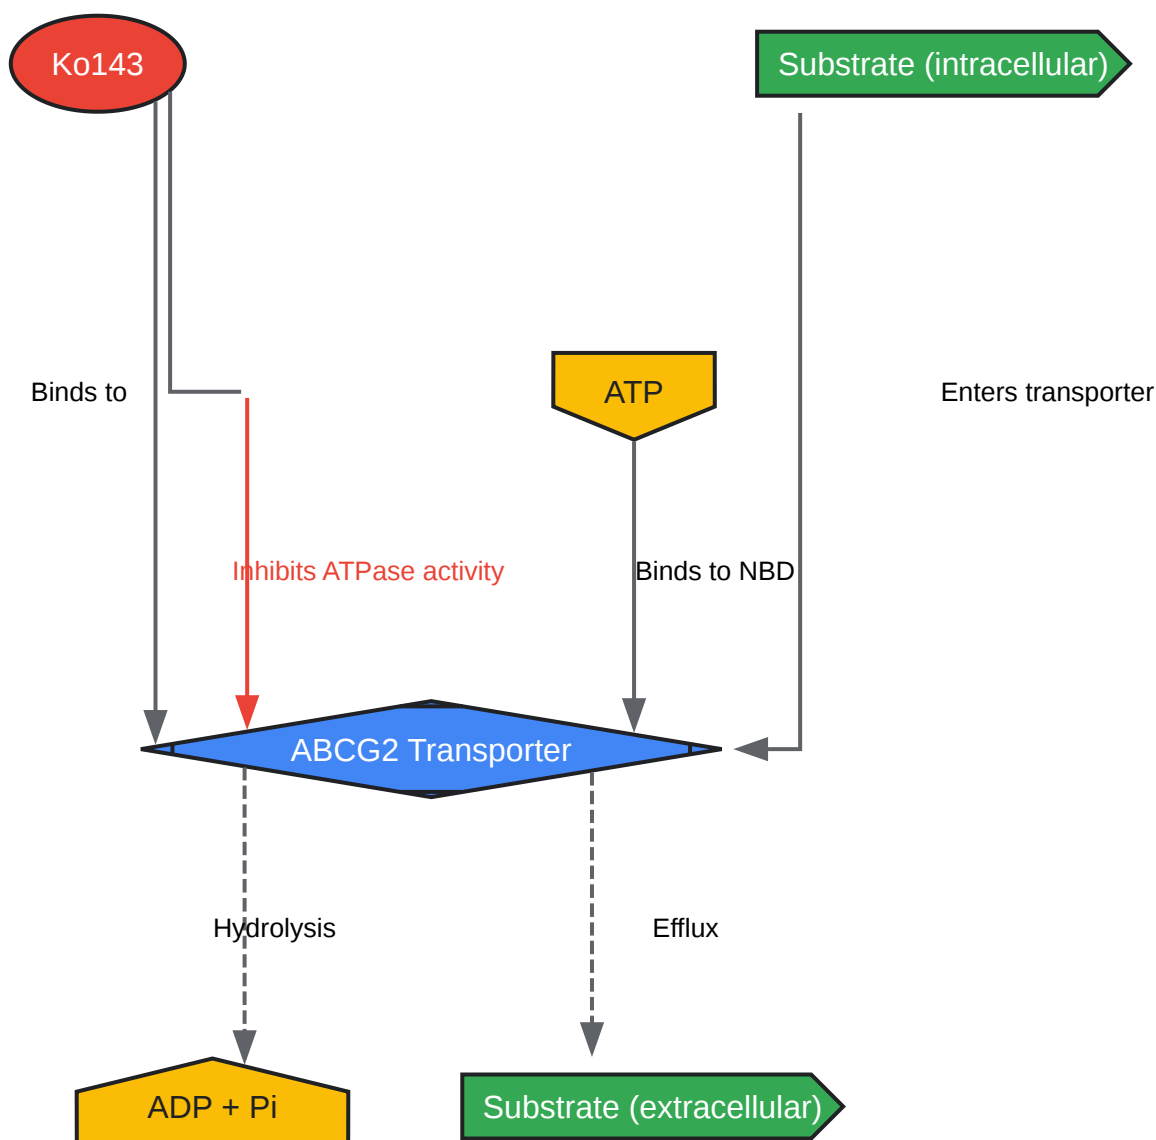 Ko143
Substrate (intracellular)
Binds to
ATP
Enters transporter
Inhibits ATPase activity
Binds to NBD
ABCG2 Transporter
Hydrolysis
Efflux
ADP + Pi
Substrate (extracellular)